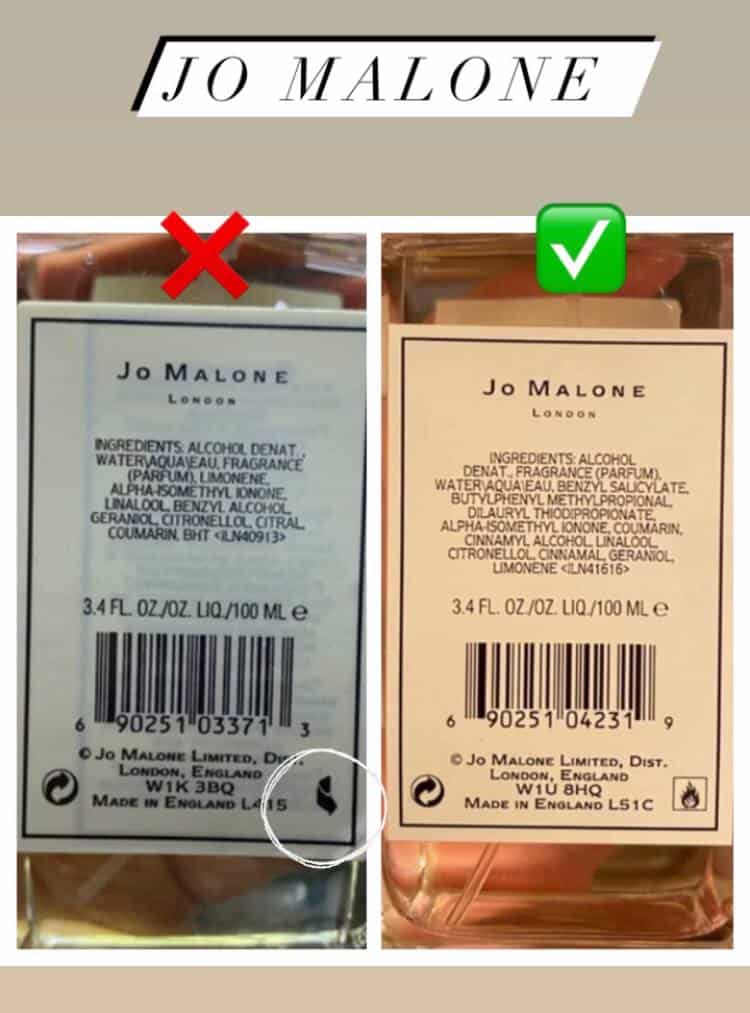 JO MALONE
JO MALONE
LONDON
INGREDIENTS: ALCOHOL DENAT.,
WATER\AQUA\EAU, FRAGRANCE
(PARFUM), LIMONENE,
ALPHA-ISOMETHYL IONONE,
LINALOOL, BENZYL ALCOHOL,
GERANIOL, CITRONELLOL, CITRAL,
COUMARIN, BHT <ILN40913>
3.4 FL. OZ./OZ. LIQ./100 ML ℮
6 90251 03371 3
© JO MALONE LIMITED, DIST.
LONDON, ENGLAND
W1K 3BQ
MADE IN ENGLAND
JO MALONE
LONDON
INGREDIENTS: ALCOHOL
DENAT., FRAGRANCE (PARFUM),
WATER\AQUA\EAU, BENZYL SALICYLATE,
BUTYLPHENYL METHYLPROPIONAL,
DILAURYL THIODIPROPIONATE,
ALPHA-ISOMETHYL IONONE, COUMARIN,
CINNAMYL ALCOHOL, LINALOOL,
CITRONELLOL, CINNAMAL, GERANIOL,
LIMONENE <ILN41616>
3.4 FL. OZ./OZ. LIQ./100 ML ℮
6 90251 04231 9
© JO MALONE LIMITED, DIST.
LONDON, ENGLAND
W1U 8HQ
MADE IN ENGLAND L51C